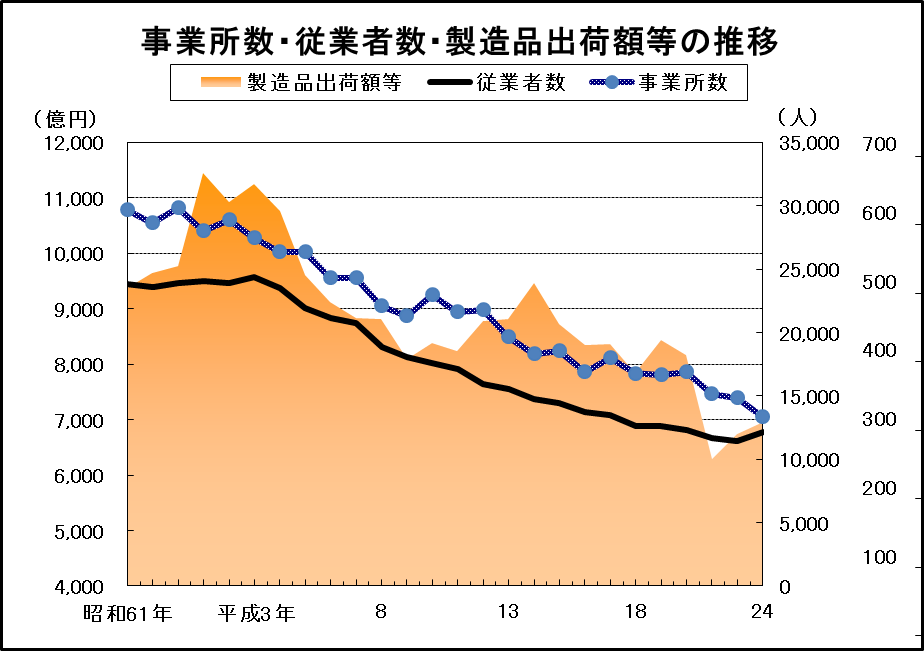 事業所数・従業者数・製造品出荷額等の推移
製造品出荷額等 従業者数 事業所数
（億円） （人）
12,000 35,000 700
11,000 30,000 600
10,000 25,000 500
9,000 20,000 400
8,000 15,000 300
7,000 10,000 200
6,000 5,000 100
5,000
4,000 0
昭和61年 平成3年 8 13 18 24